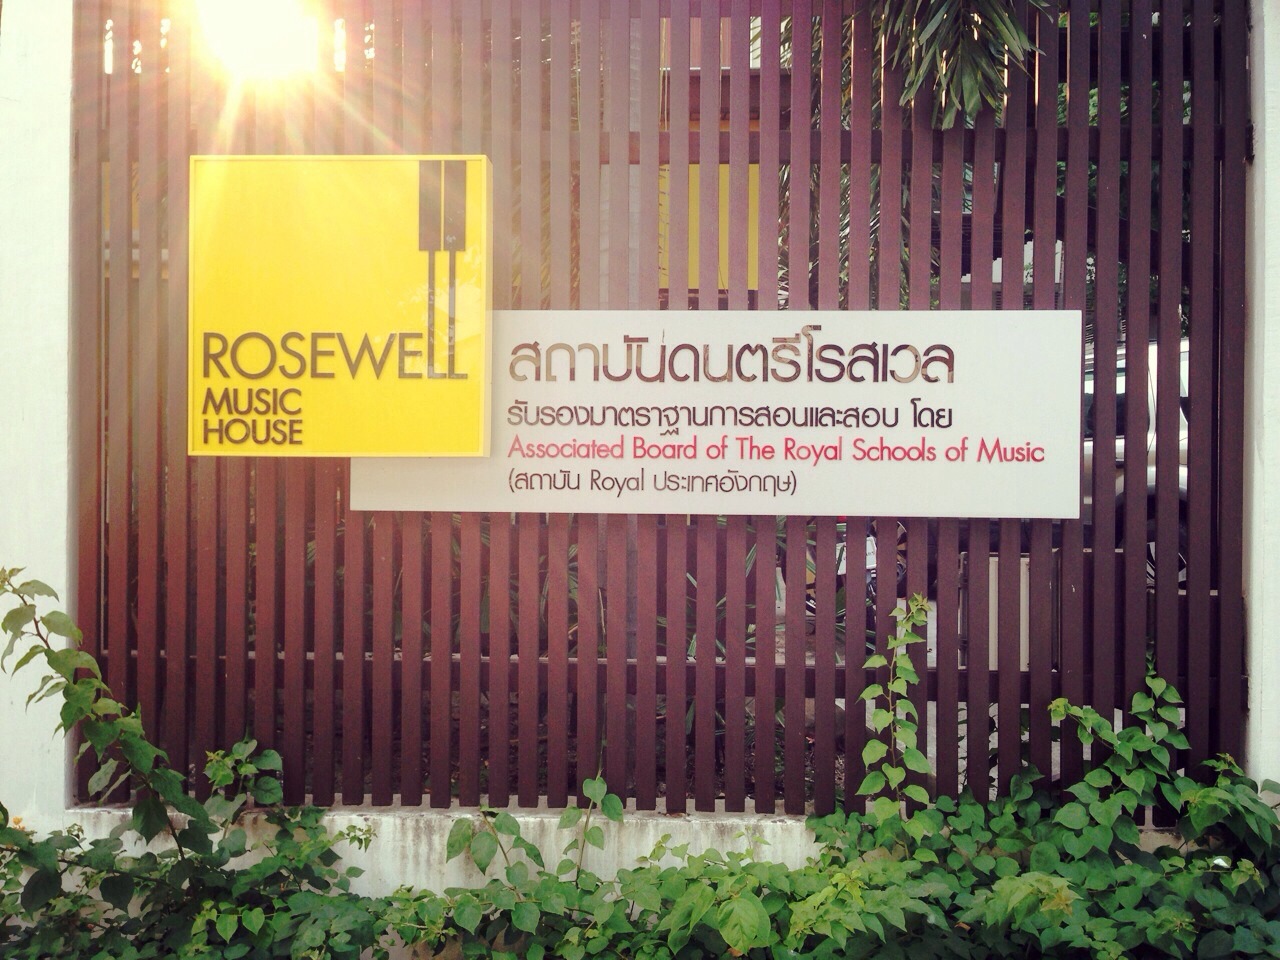 ROSEWELL
MUSIC
HOUSE
สถาบันดนตรีโรสเวล
รับรองมาตราฐานการสอนและสอบ โดย
Associated Board of The Royal Schools of Music
(สถาบัน Royal ประเทศอังกฤษ)